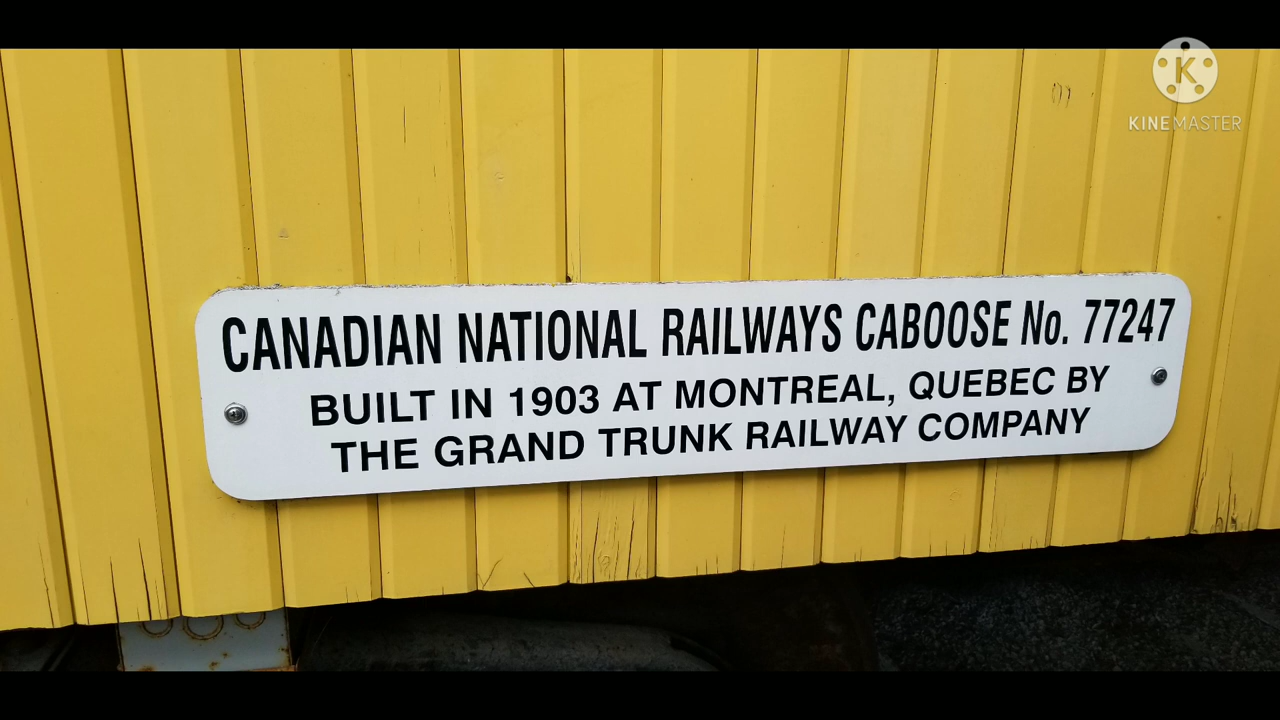 K
KINEMASTER
CANADIAN NATIONAL RAILWAYS CABOOSE No. 77247
BUILT IN 1903 AT MONTREAL, QUEBEC BY
THE GRAND TRUNK RAILWAY COMPANY